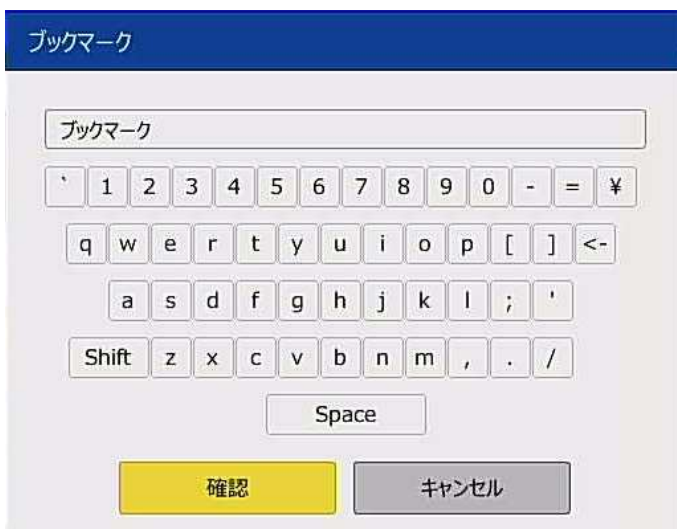 ブックマーク
ブックマーク
` 1 2 3 4 5 6 7 8 9 0 - = ¥
q w e r t y u i o p [ ] <-
a s d f g h j k l ; '
Shift z x c v b n m , . /
Space
確認 キャンセル